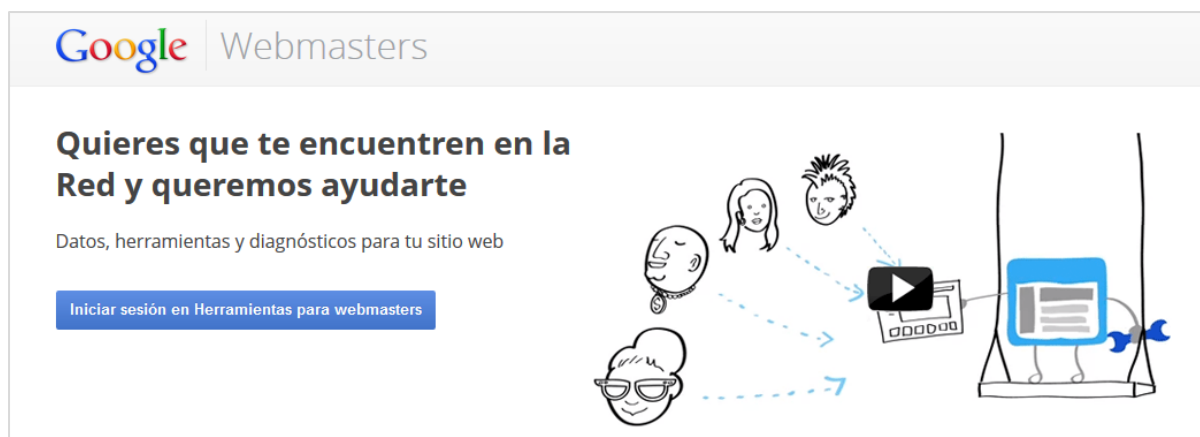 Google Webmasters
Quieres que te encuentren en la
Red y queremos ayudarte
Datos, herramientas y diagnósticos para tu sitio web
Iniciar sesión en Herramientas para webmasters